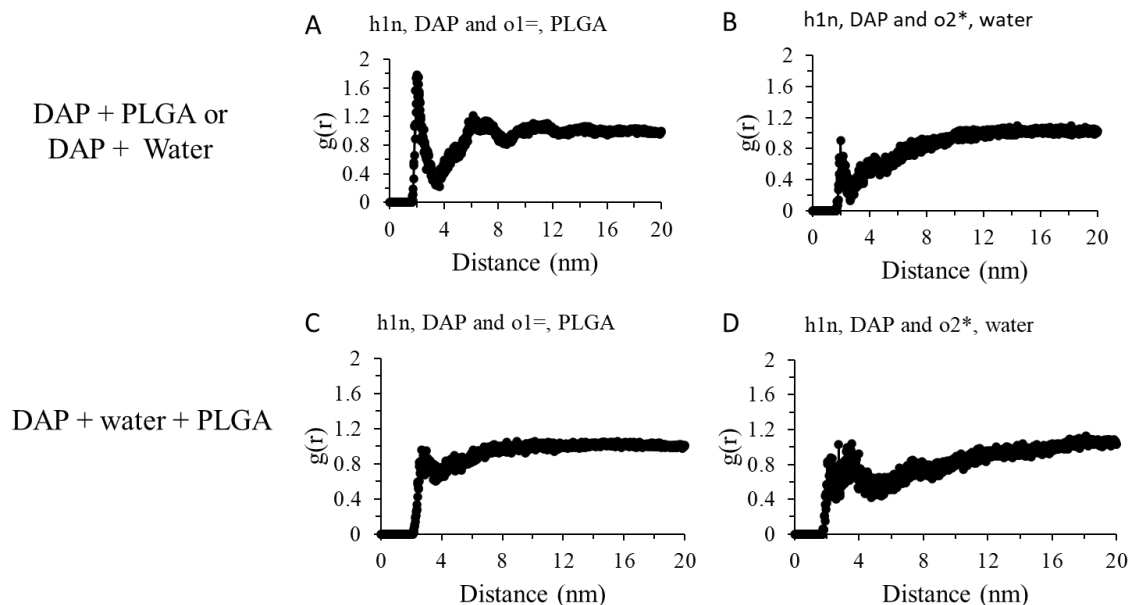 DAP + PLGA or
DAP + Water
A
h1n, DAP and o1=, PLGA
2
1.6
1.2
0.8
0.4
0
g(r)
0 4 8 12 16 20
Distance (nm)
B
h1n, DAP and o2*, water
2
1.6
1.2
0.8
0.4
0
g(r)
0 4 8 12 16 20
Distance (nm)
DAP + water + PLGA
C
h1n, DAP and o1=, PLGA
2
1.6
1.2
0.8
0.4
0
g(r)
0 4 8 12 16 20
Distance (nm)
D
h1n, DAP and o2*, water
2
1.6
1.2
0.8
0.4
0
g(r)
0 4 8 12 16 20
Distance (nm)